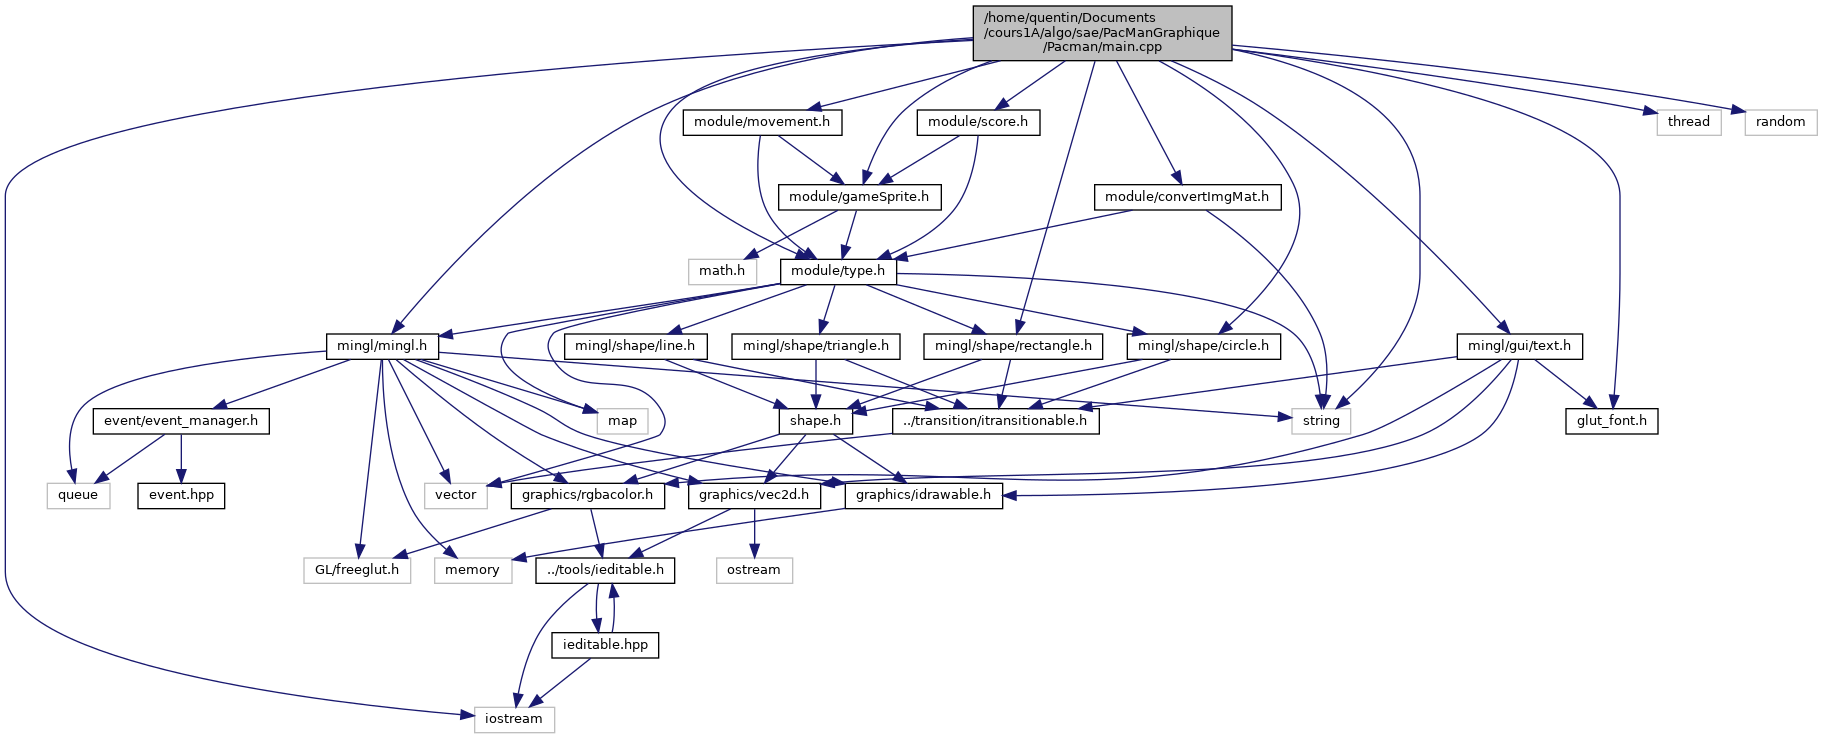 /home/quentin/Documents
/cours1A/algo/sae/PacManGraphique
/Pacman/main.cpp
module/movement.h
module/score.h
thread
random
module/gameSprite.h
module/convertImgMat.h
math.h
module/type.h
mingl/mingl.h
mingl/shape/line.h
mingl/shape/triangle.h
mingl/shape/rectangle.h
mingl/shape/circle.h
mingl/gui/text.h
event/event_manager.h
map
shape.h
../transition/itransitionable.h
string
glut_font.h
queue
event.hpp
vector
graphics/rgbacolor.h
graphics/vec2d.h
graphics/idrawable.h
GL/freeglut.h
memory
../tools/ieditable.h
ostream
ieditable.hpp
iostream